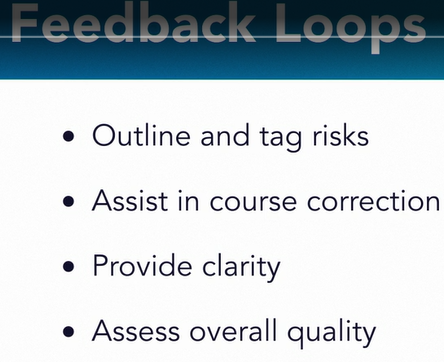 Feedback Loops
• Outline and tag risks
• Assist in course correction
• Provide clarity
• Assess overall quality